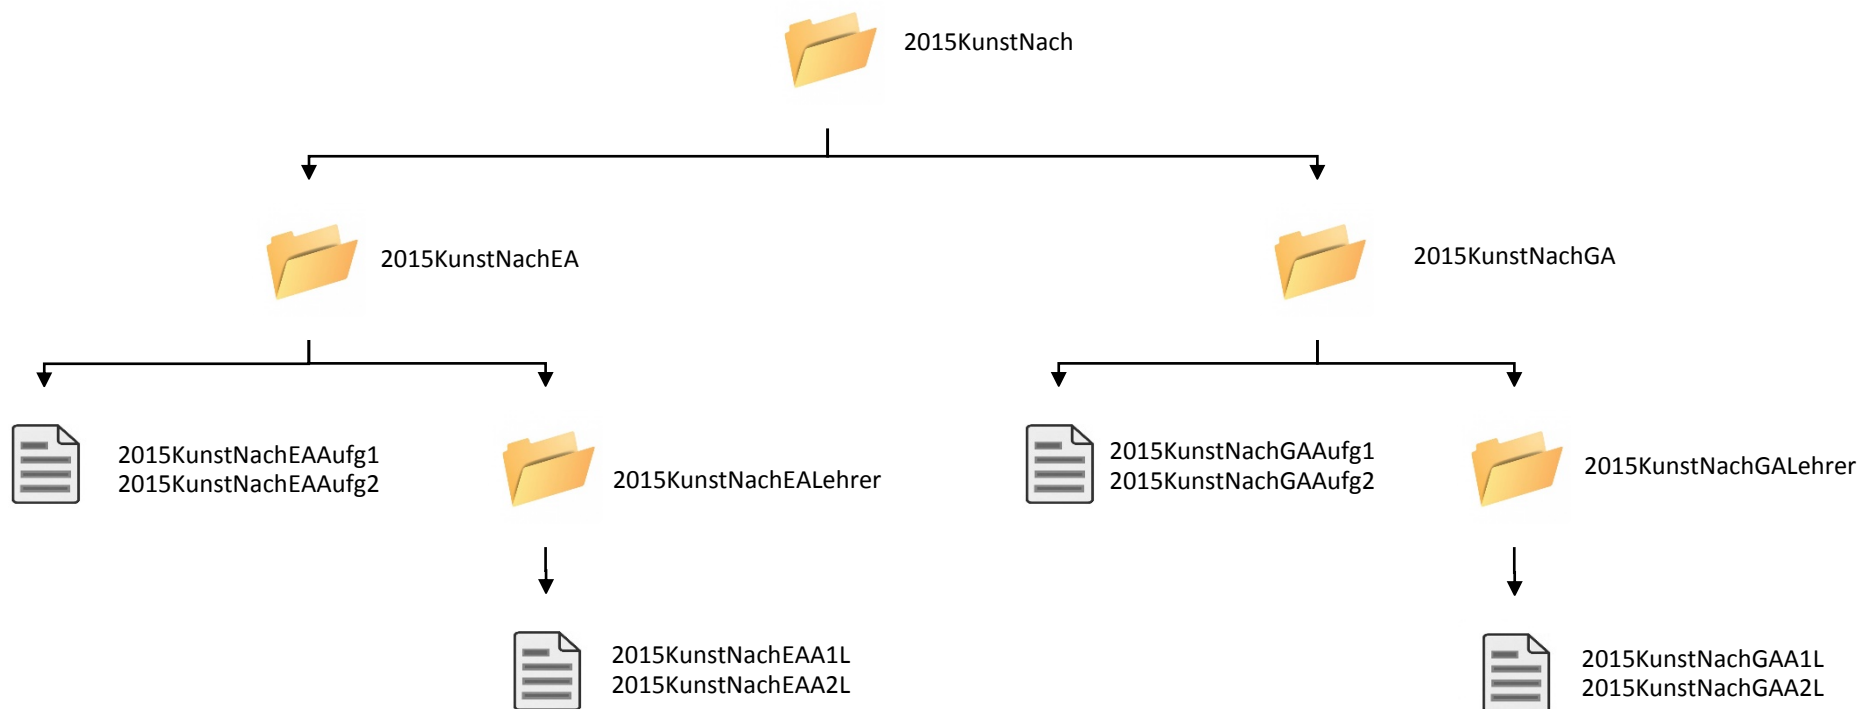 2015KunstNach
2015KunstNachEA
2015KunstNachGA
2015KunstNachEAAufg1
2015KunstNachEAAufg2
2015KunstNachEALehrer
2015KunstNachGAAufg1
2015KunstNachGAAufg2
2015KunstNachGALehrer
2015KunstNachEAA1L
2015KunstNachEAA2L
2015KunstNachGAA1L
2015KunstNachGAA2L